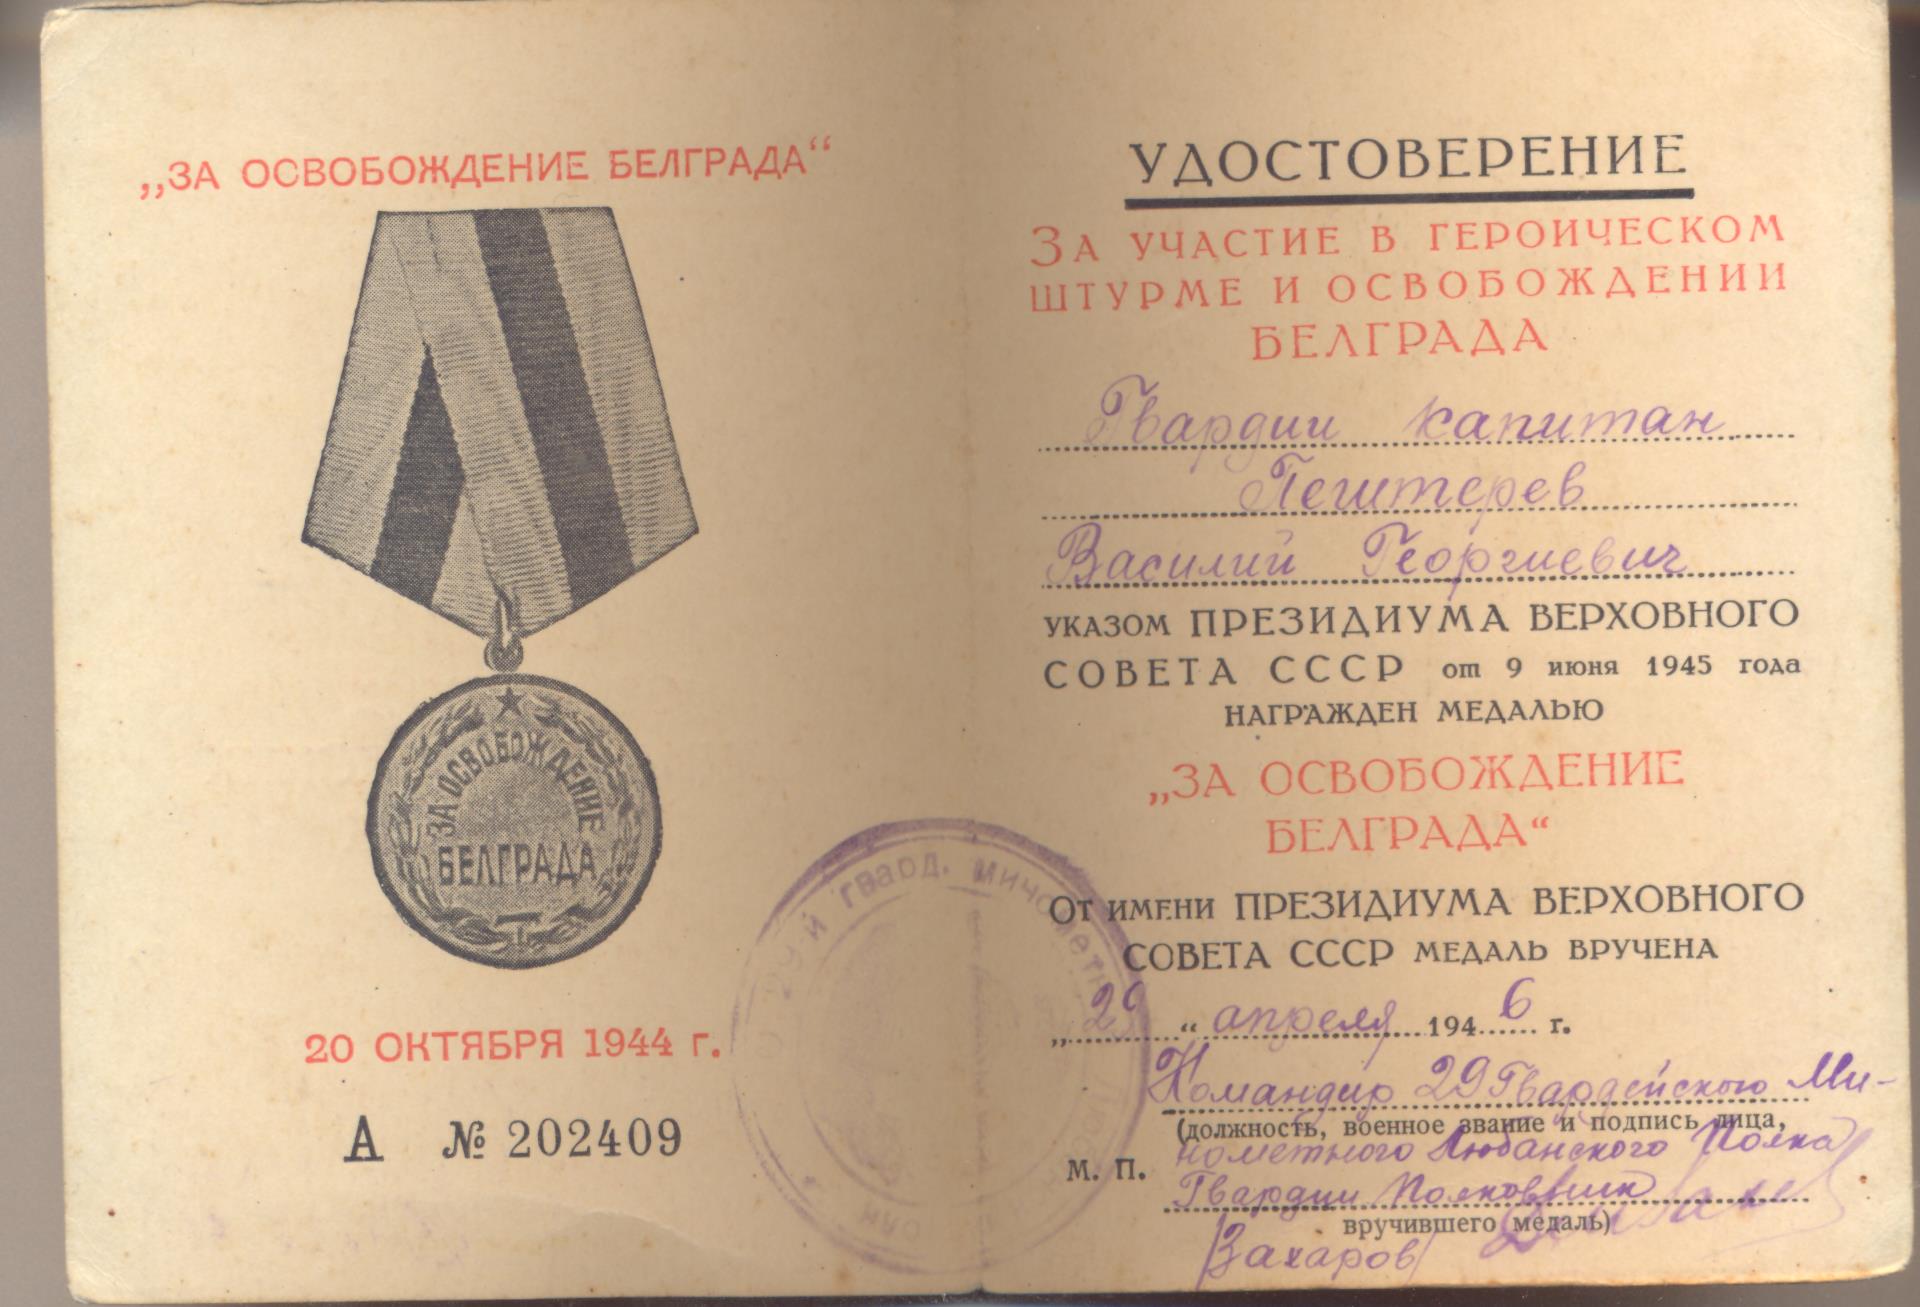 „ЗА ОСВОБОЖДЕНИЕ БЕЛГРАДА“
ЗА ОСВОБОЖДЕНИЕ
БЕЛГРАДА
20 ОКТЯБРЯ 1944 г.
А № 202409
УДОСТОВЕРЕНИЕ
ЗА УЧАСТИЕ В ГЕРОИЧЕСКОМ
ШТУРМЕ И ОСВОБОЖДЕНИИ
БЕЛГРАДА
Гвардии капитан
Пештерев
Василий Георгиевич
УКАЗОМ ПРЕЗИДИУМА ВЕРХОВНОГО
СОВЕТА СССР от 9 июня 1945 года
НАГРАЖДЕН МЕДАЛЬЮ
„ЗА ОСВОБОЖДЕНИЕ
БЕЛГРАДА“
ОТ ИМЕНИ ПРЕЗИДИУМА ВЕРХОВНОГО
СОВЕТА СССР МЕДАЛЬ ВРУЧЕНА
„29“ апреля 1946 г.
Командир 29 Гвардейского Ми-
(должность, военное звание и подпись лица,
нометного Любанского Полка
М. П.
Гвардии Полковник
вручившего медаль)
/Захаров/
29-й гвард. миномётн